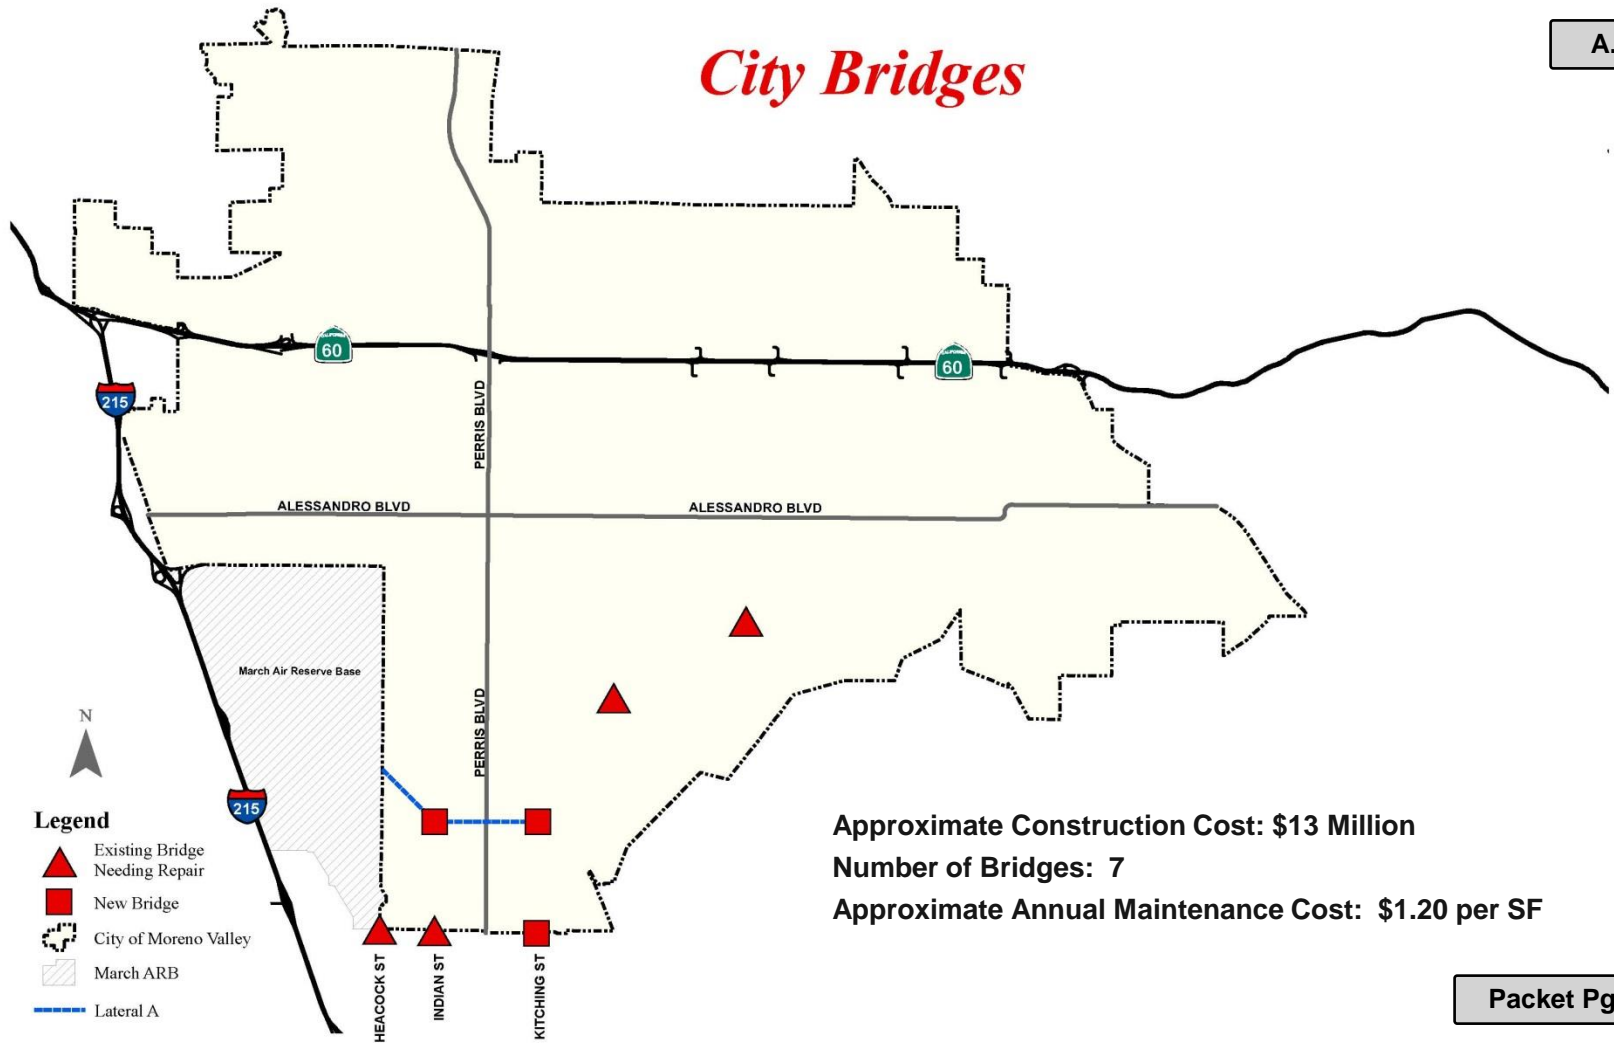 City Bridges
A.
60
60
215
PERRIS BLVD
ALESSANDRO BLVD
ALESSANDRO BLVD
March Air Reserve Base
PERRIS BLVD
N
215
Legend
Existing Bridge
Needing Repair
New Bridge
City of Moreno Valley
March ARB
Lateral A
HEACOCK ST
INDIAN ST
KITCHING ST
Approximate Construction Cost: $13 Million
Number of Bridges: 7
Approximate Annual Maintenance Cost: $1.20 per SF
Packet Pg